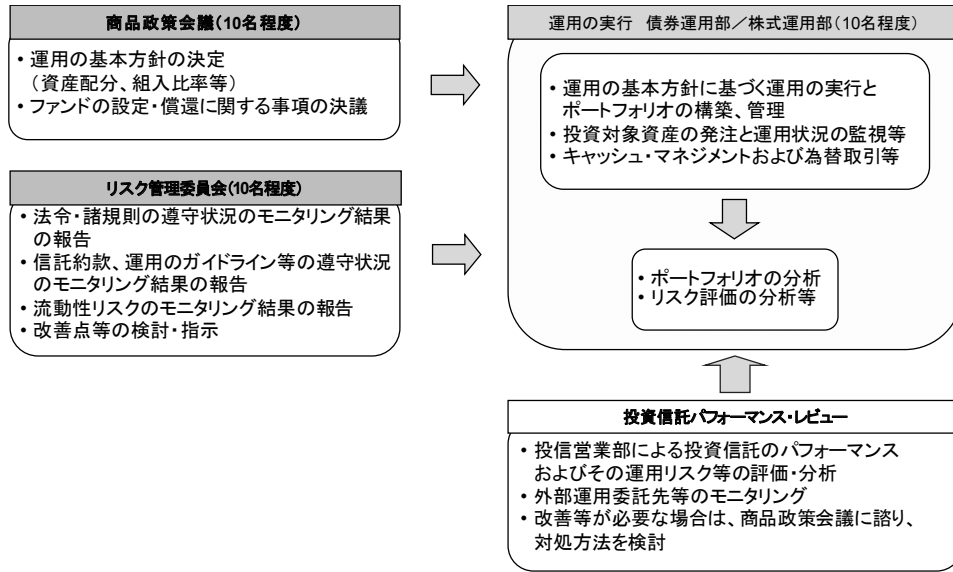 商品政策会議(10名程度)
・運用の基本方針の決定
(資産配分、組入比率等)
・ファンドの設定・償還に関する事項の決議
リスク管理委員会(10名程度)
・法令・諸規則の遵守状況のモニタリング結果
の報告
・信託約款、運用のガイドライン等の遵守状況
のモニタリング結果の報告
・流動性リスクのモニタリング結果の報告
・改善点等の検討・指示
運用の実行 債券運用部/株式運用部(10名程度)
・運用の基本方針に基づく運用の実行と
ポートフォリオの構築、管理
・投資対象資産の発注と運用状況の監視等
・キャッシュ・マネジメントおよび為替取引等
・ポートフォリオの分析
・リスク評価の分析等
投資信託パフォーマンス・レビュー
・投信営業部による投資信託のパフォーマンス
およびその運用リスク等の評価・分析
・外部運用委託先等のモニタリング
・改善等が必要な場合は、商品政策会議に諮り、
対処方法を検討